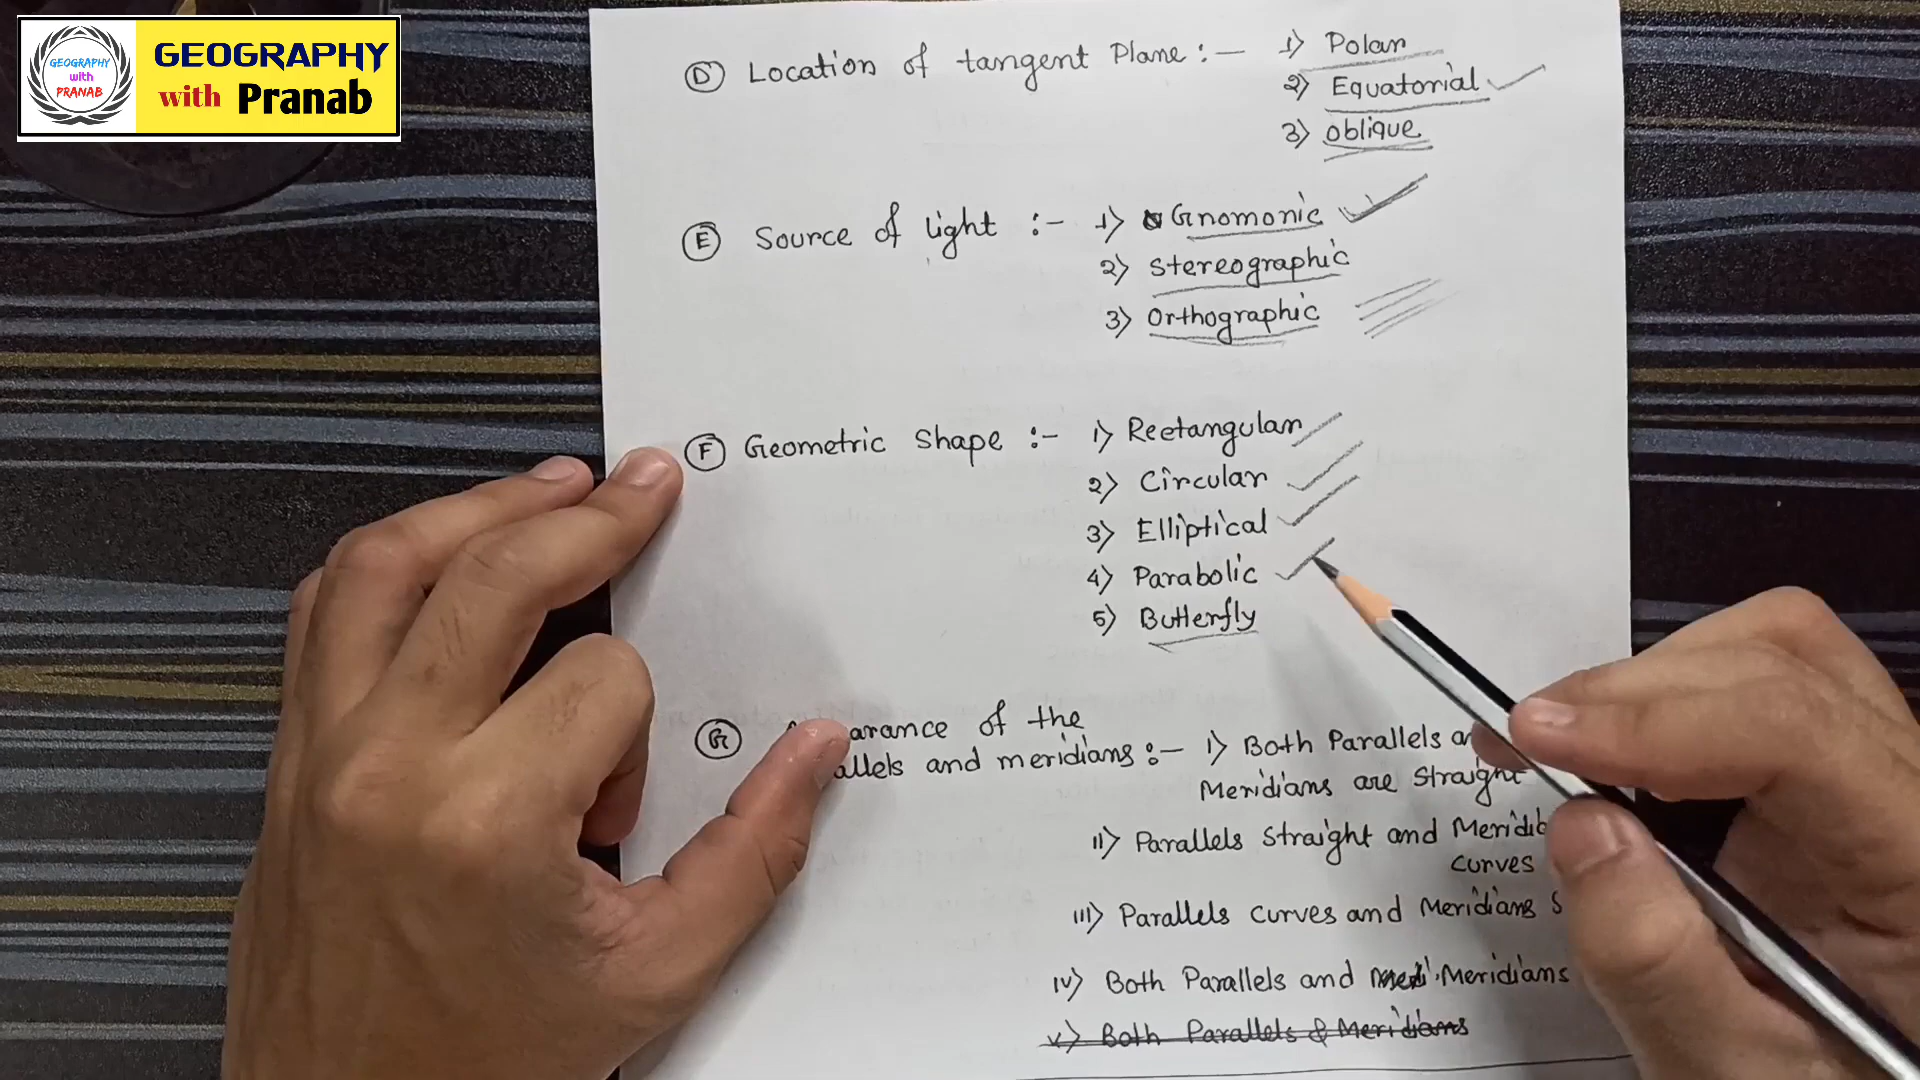 GEOGRAPHY
with
PRANAB
GEOGRAPHY
with Pranab
D Location of tangent Plane :— 1) Polar
2) Equatorial
3) oblique
E Source of light :- 1) Gnomonic
2) Stereographic
3) Orthographic
F Geometric Shape :- 1) Rectangular
2) Circular
3) Elliptical
4) Parabolic
5) Butterfly
G arance of the
allels and meridians :— i) Both Parallels
Meridians are Straight
ii) Parallels Straight and
curves
iii) Parallels curves and Meridians
iv) Both Parallels and Meridians
v) Both Parallels & Meridians